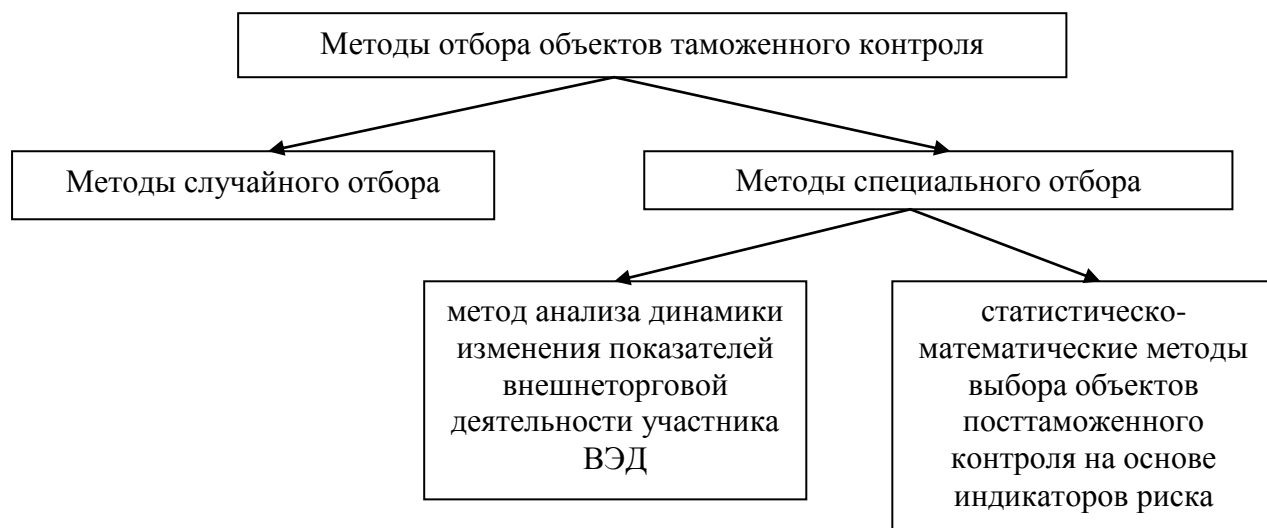 Методы отбора объектов таможенного контроля
Методы случайного отбора
Методы специального отбора
метод анализа динамики
изменения показателей
внешнеторговой
деятельности участника
ВЭД
статистическо-
математические методы
выбора объектов
посттаможенного
контроля на основе
индикаторов риска